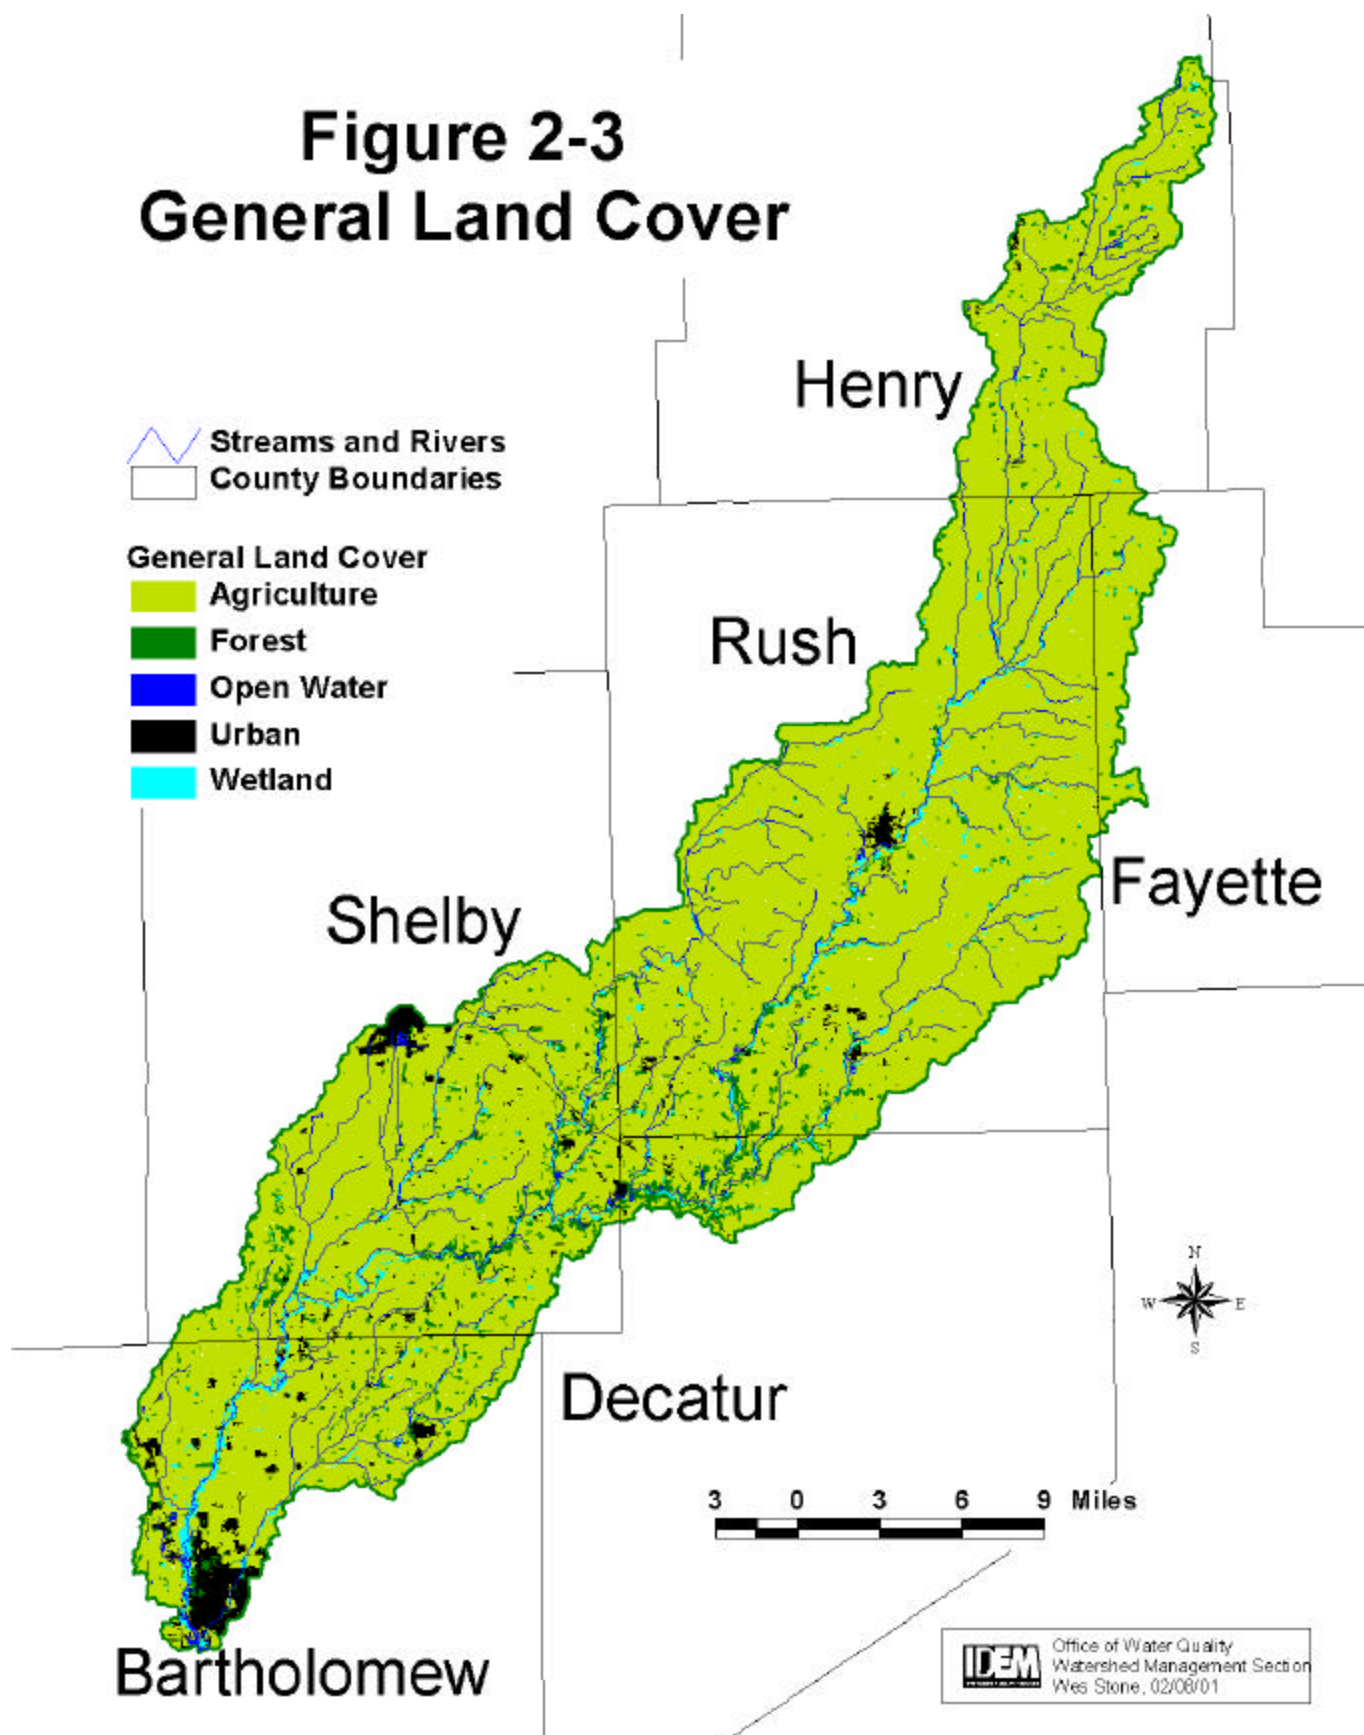 Figure 2-3
General Land Cover
Henry
Streams and Rivers
County Boundaries
General Land Cover
Agriculture
Forest
Open Water
Urban
Wetland
Rush
Fayette
Shelby
N
W
E
S
Decatur
3 0 3 6 9 Miles
Bartholomew
IDEM
Office of Water Quality
Watershed Management Section
Wes Stone, 02/08/01